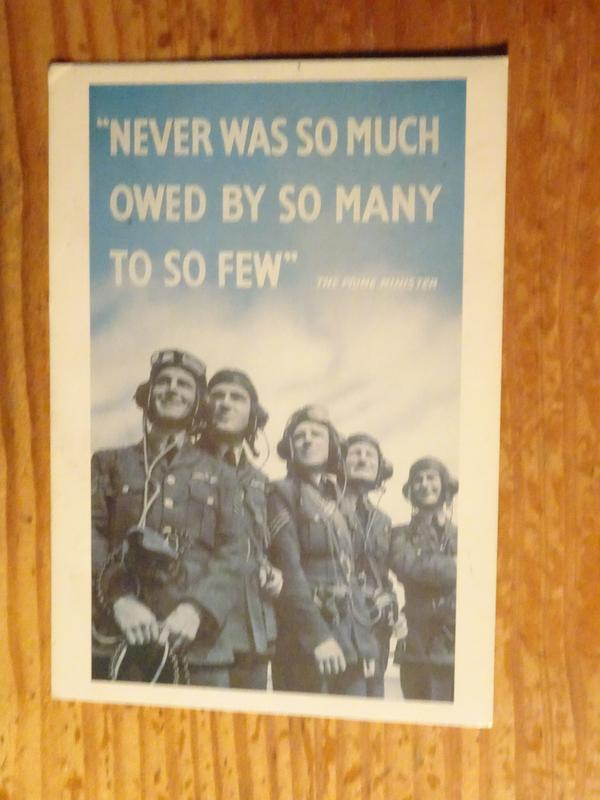 "NEVER WAS SO MUCH
OWED BY SO MANY
TO SO FEW"
THE PRIME MINISTER